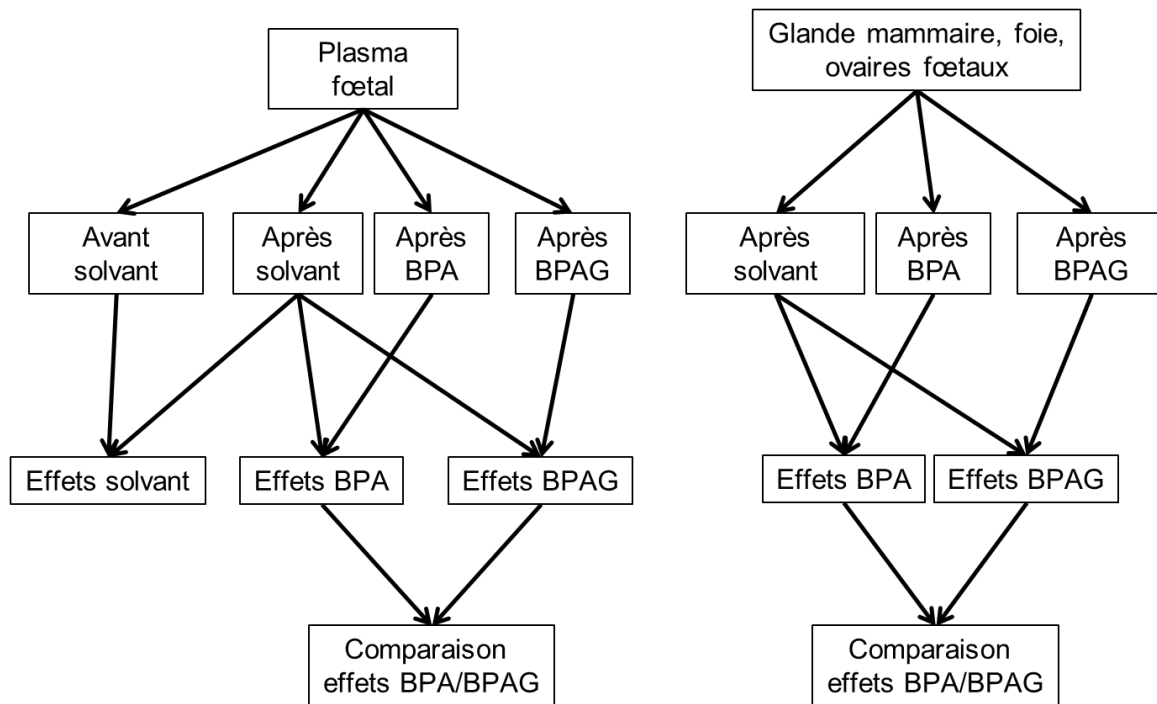 Plasma
fœtal
Avant
solvant
Après
solvant
Après
BPA
Après
BPAG
Effets solvant
Effets BPA
Effets BPAG
Comparaison
effets BPA/BPAG
Glande mammaire, foie,
ovaires fœtaux
Après
solvant
Après
BPA
Après
BPAG
Effets BPA
Effets BPAG
Comparaison
effets BPA/BPAG